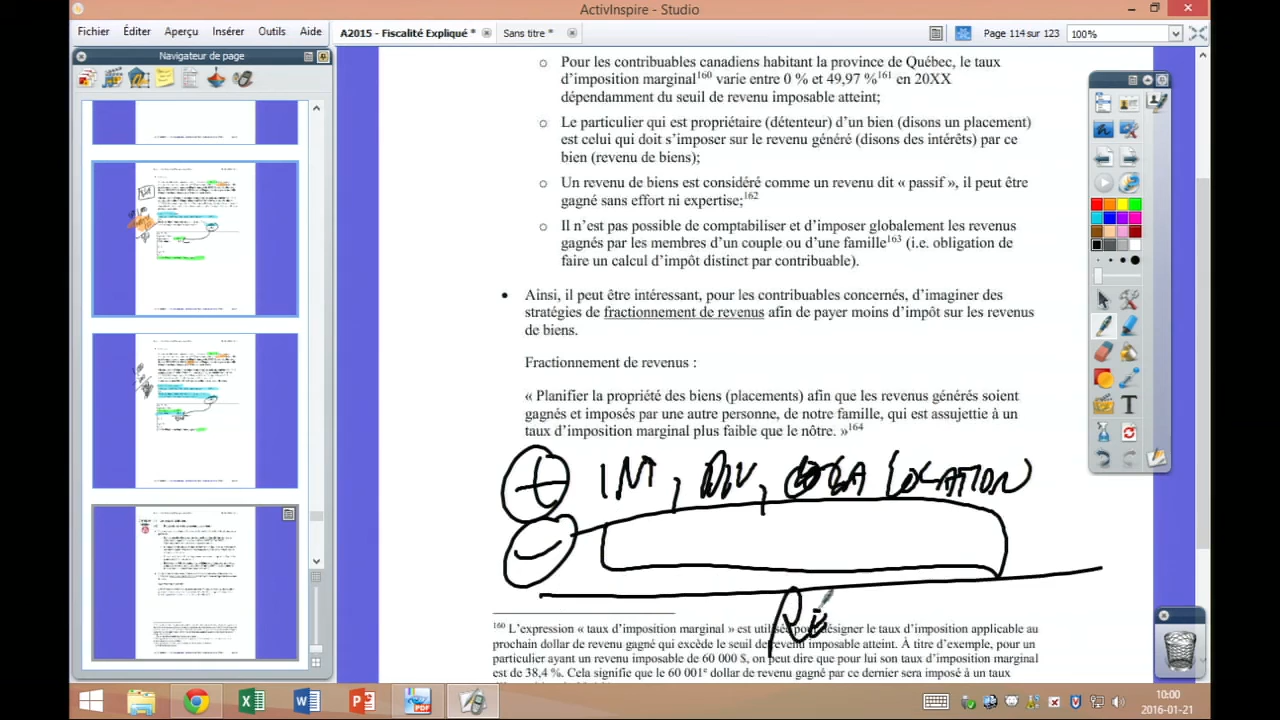 ActivInspire - Studio
Fichier Éditer Aperçu Insérer Outils Aide
A2015 - Fiscalité Expliqué *
Sans titre *
Page 114 sur 123
100%
Navigateur de page
o Pour les contribuables canadiens habitant la province de Québec, le taux
d'imposition marginal160 varie entre 0 % et 49,97 %161 en 20XX
dépendamment du seuil de revenu imposable atteint;
o Le particulier qui est propriétaire (détenteur) d'un bien (disons un placement)
est celui qui doit s'imposer sur le revenu généré (disons des intérêts) par ce
bien (revenu de biens);
o Un revenu de biens est considéré comme un revenu dit « passif », il peut être
gagné sans effort ni expertise;162
o Il n'est pas possible de comptabiliser et d'imposer globalement les revenus
gagnés par les membres d'un couple ou d'une famille163 (i.e. obligation de
faire un calcul d'impôt distinct par contribuable).
• Ainsi, il peut être intéressant, pour les contribuables concernés, d'imaginer des
stratégies de fractionnement de revenus afin de payer moins d'impôt sur les revenus
de biens.
Fractionnement de revenus :
« Planifier la propriété des biens (placements) afin que les revenus générés soient
gagnés et imposés par une autre personne, de notre famille, qui est assujettie à un
taux d'imposition marginal plus faible que le nôtre. »164
+ INT, DIV, LOCATION
-
160 L'expression « taux d'imposition marginal » est utilisée pour désigner le taux d'imposition applicable au
prochain dollar de revenu gagné qui excède le seuil de revenu imposable atteint. À titre d'exemple, pour un
particulier ayant un revenu imposable de 60 000 $, on peut dire que pour lui son taux d'imposition marginal
est de 38,4 %. Cela signifie que le 60 001e dollar de revenu gagné par ce dernier sera imposé à un taux
10:00
2016-01-21